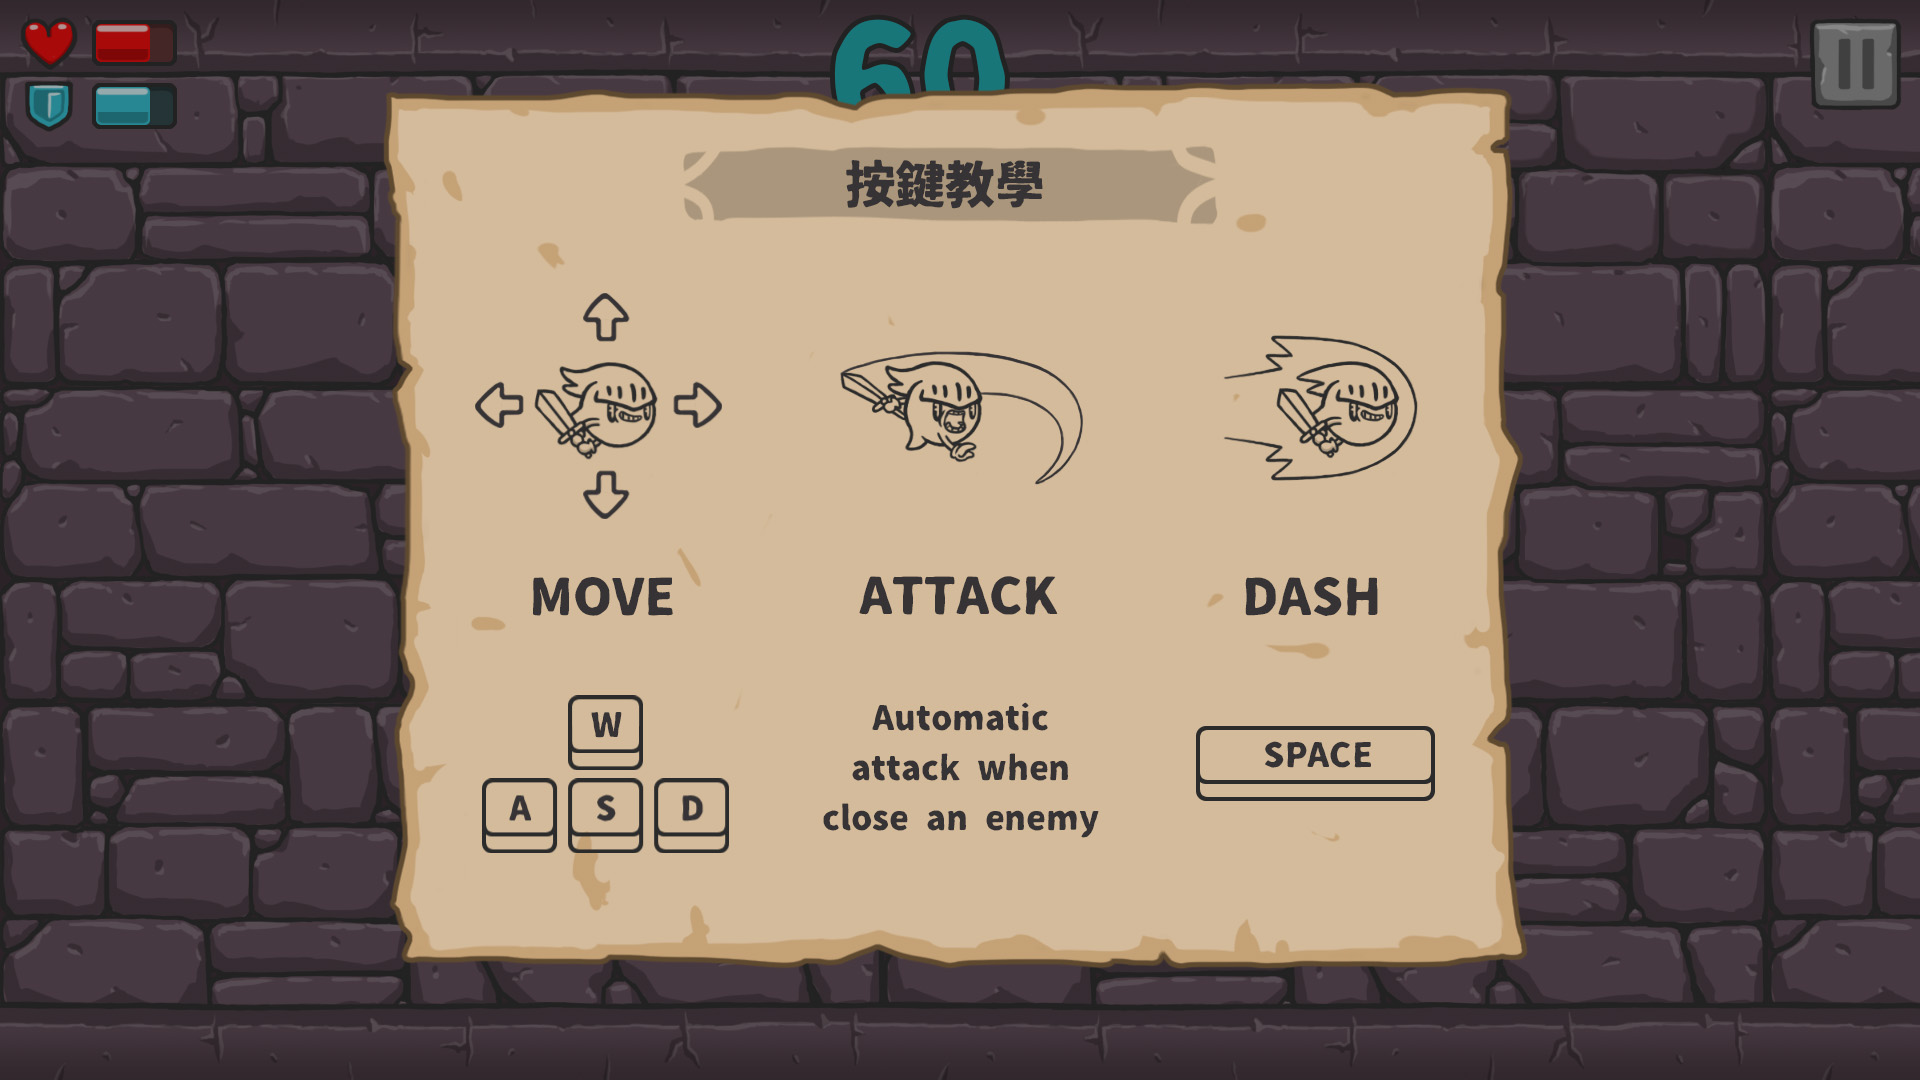 60
按鍵教學
MOVE
ATTACK
DASH
W
A S D
Automatic
attack when
close an enemy
SPACE